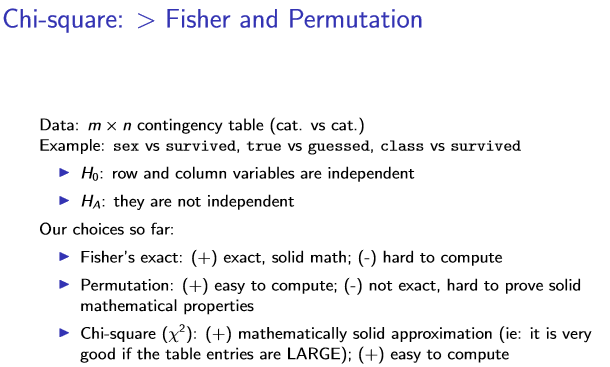 Chi-square: > Fisher and Permutation
Data: m × n contingency table (cat. vs cat.)
Example: sex vs survived, true vs guessed, class vs survived
▶ H₀: row and column variables are independent
▶ H_A: they are not independent
Our choices so far:
▶ Fisher's exact: (+) exact, solid math; (-) hard to compute
▶ Permutation: (+) easy to compute; (-) not exact, hard to prove solid
mathematical properties
▶ Chi-square (χ²): (+) mathematically solid approximation (ie: it is very
good if the table entries are LARGE); (+) easy to compute